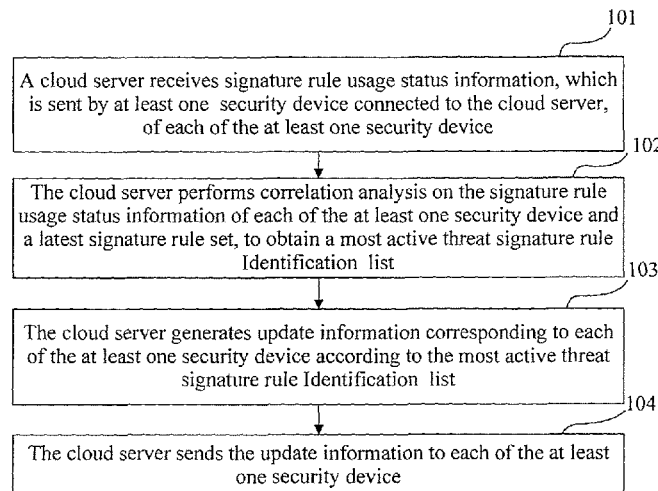 101
A cloud server receives signature rule usage status information, which
is sent by at least one security device connected to the cloud server,
of each of the at least one security device
102
The cloud server performs correlation analysis on the signature rule
usage status information of each of the at least one security device and
a latest signature rule set, to obtain a most active threat signature rule
Identification list
103
The cloud server generates update information corresponding to each
of the at least one security device according to the most active threat
signature rule Identification list
104
The cloud server sends the update information to each of the at least
one security device